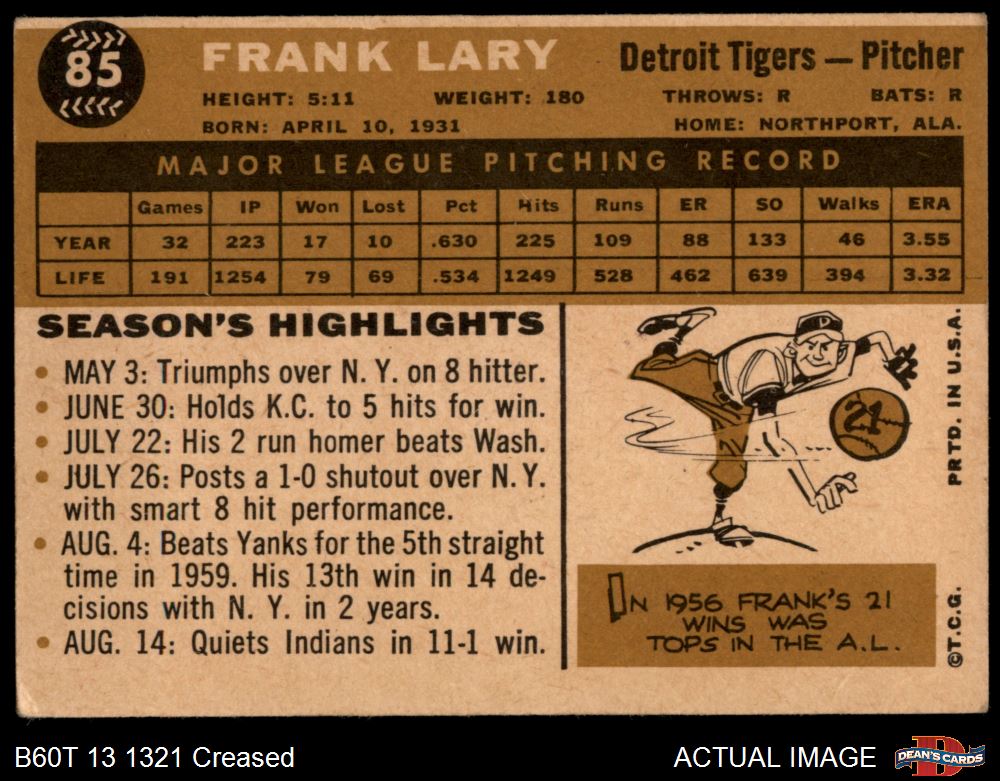 85
FRANK LARY
Detroit Tigers — Pitcher
HEIGHT: 5:11 WEIGHT: 180 THROWS: R BATS: R
BORN: APRIL 10, 1931 HOME: NORTHPORT, ALA.
MAJOR LEAGUE PITCHING RECORD
Games IP Won Lost Pct Hits Runs ER SO Walks ERA
YEAR 32 223 17 10 .630 225 109 88 133 46 3.55
LIFE 191 1254 79 69 .534 1249 528 462 639 394 3.32
SEASON'S HIGHLIGHTS
• MAY 3: Triumphs over N. Y. on 8 hitter.
• JUNE 30: Holds K.C. to 5 hits for win.
• JULY 22: His 2 run homer beats Wash.
• JULY 26: Posts a 1-0 shutout over N. Y.
with smart 8 hit performance.
• AUG. 4: Beats Yanks for the 5th straight
time in 1959. His 13th win in 14 de-
cisions with N. Y. in 2 years.
• AUG. 14: Quiets Indians in 11-1 win.
D
21
IN 1956 FRANK'S 21
WINS WAS
TOPS IN THE A.L.
PRTD. IN U.S.A.
©T.C.G.
B60T 13 1321 Creased
ACTUAL IMAGE
D
DEAN'S CARDS